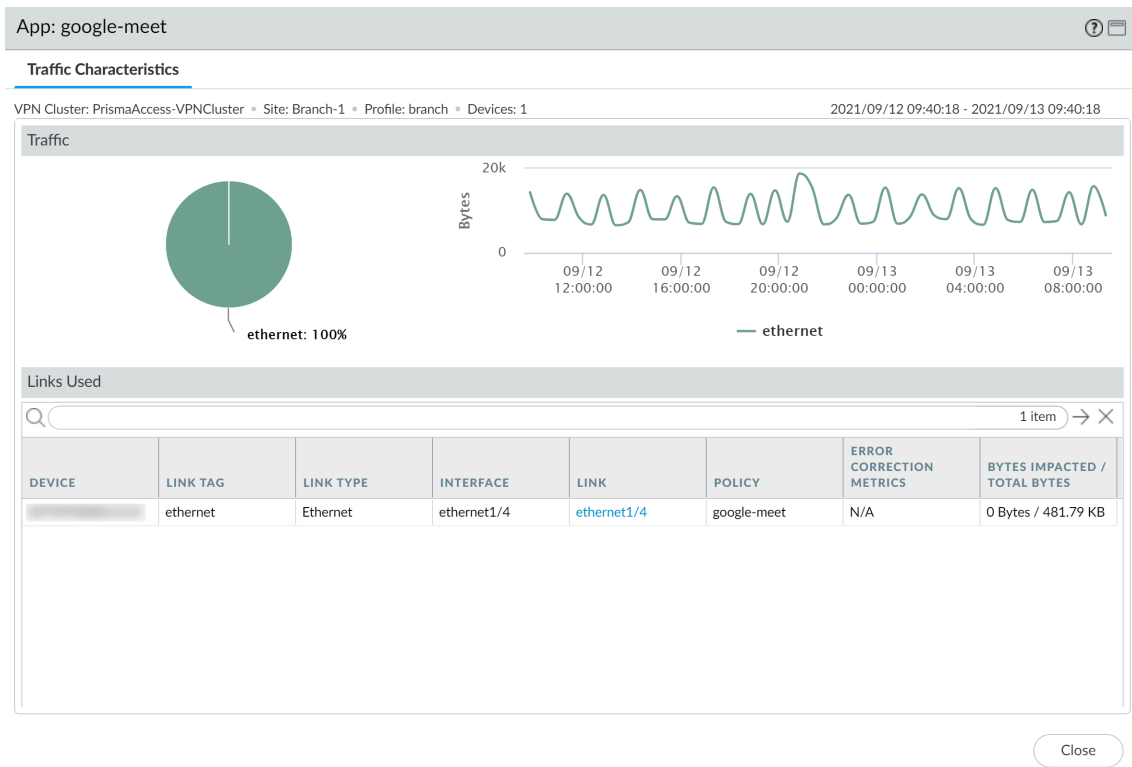 App: google-meet
Traffic Characteristics
VPN Cluster: PrismaAccess-VPNCluster • Site: Branch-1 • Profile: branch • Devices: 1
2021/09/12 09:40:18 - 2021/09/13 09:40:18
Traffic
ethernet: 100%
Bytes
20k
0
09/12 12:00:00
09/12 16:00:00
09/12 20:00:00
09/13 00:00:00
09/13 04:00:00
09/13 08:00:00
ethernet
Links Used
1 item
DEVICE
LINK TAG
LINK TYPE
INTERFACE
LINK
POLICY
ERROR CORRECTION METRICS
BYTES IMPACTED / TOTAL BYTES
ethernet
Ethernet
ethernet1/4
ethernet1/4
google-meet
N/A
0 Bytes / 481.79 KB
Close